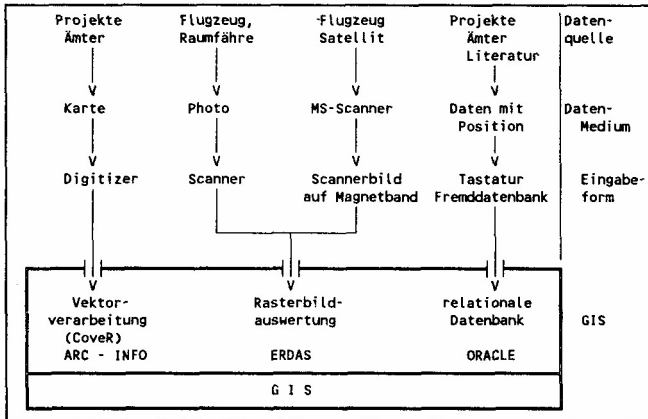 Projekte Flugzeug, Flugzeug Projekte Daten-
Ämter Raumfähre Satellit Ämter quelle
Literatur
Karte Photo MS-Scanner Daten mit Daten-
Position Medium
Digitizer Scanner Scannerbild Tastatur Eingabe-
auf Magnetband Fremddatenbank form
Vektor- Rasterbild- relationale
verarbeitung auswertung Datenbank GIS
(CoveR)
ARC - INFO ERDAS ORACLE
G I S